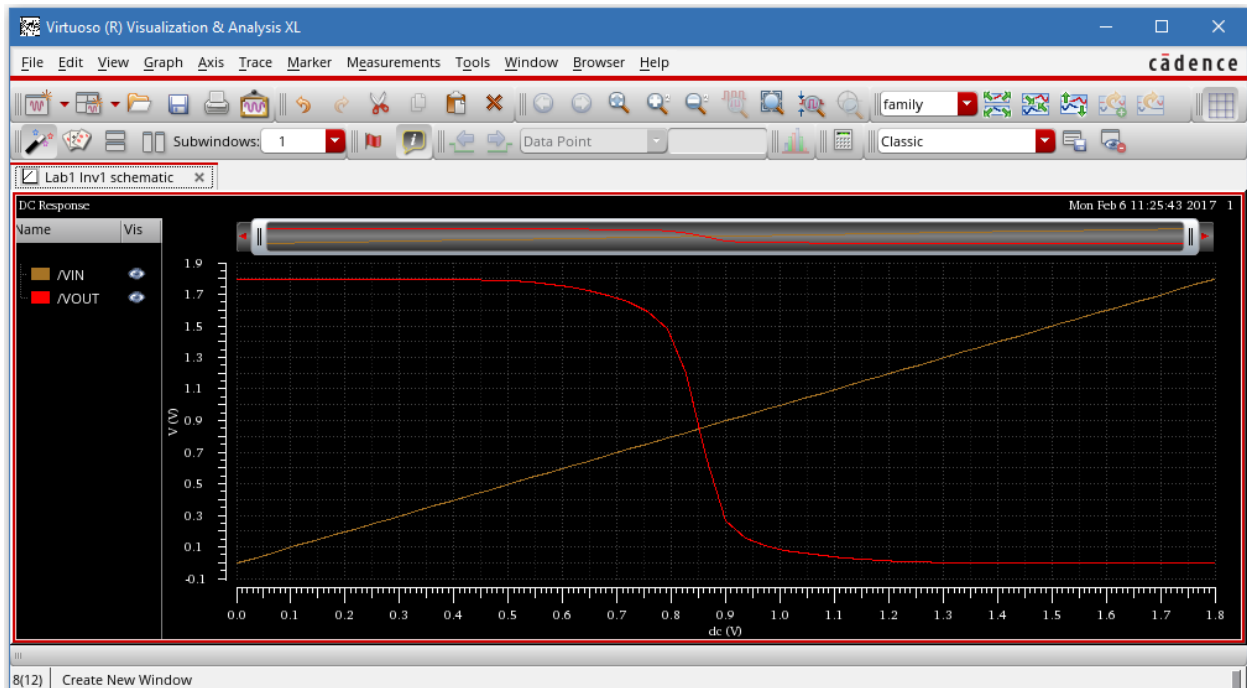 Virtuoso (R) Visualization & Analysis XL
File Edit View Graph Axis Trace Marker Measurements Tools Window Browser Help cādence
family
Subwindows: 1 Data Point Classic
Lab1 Inv1 schematic
DC Response Mon Feb 6 11:25:43 2017 1
Name Vis
/VIN
/VOUT
1.9
1.7
1.5
1.3
1.1
0.9
0.7
0.5
0.3
0.1
-0.1
V (V)
0.0 0.1 0.2 0.3 0.4 0.5 0.6 0.7 0.8 0.9 1.0 1.1 1.2 1.3 1.4 1.5 1.6 1.7 1.8
dc (V)
8(12) Create New Window